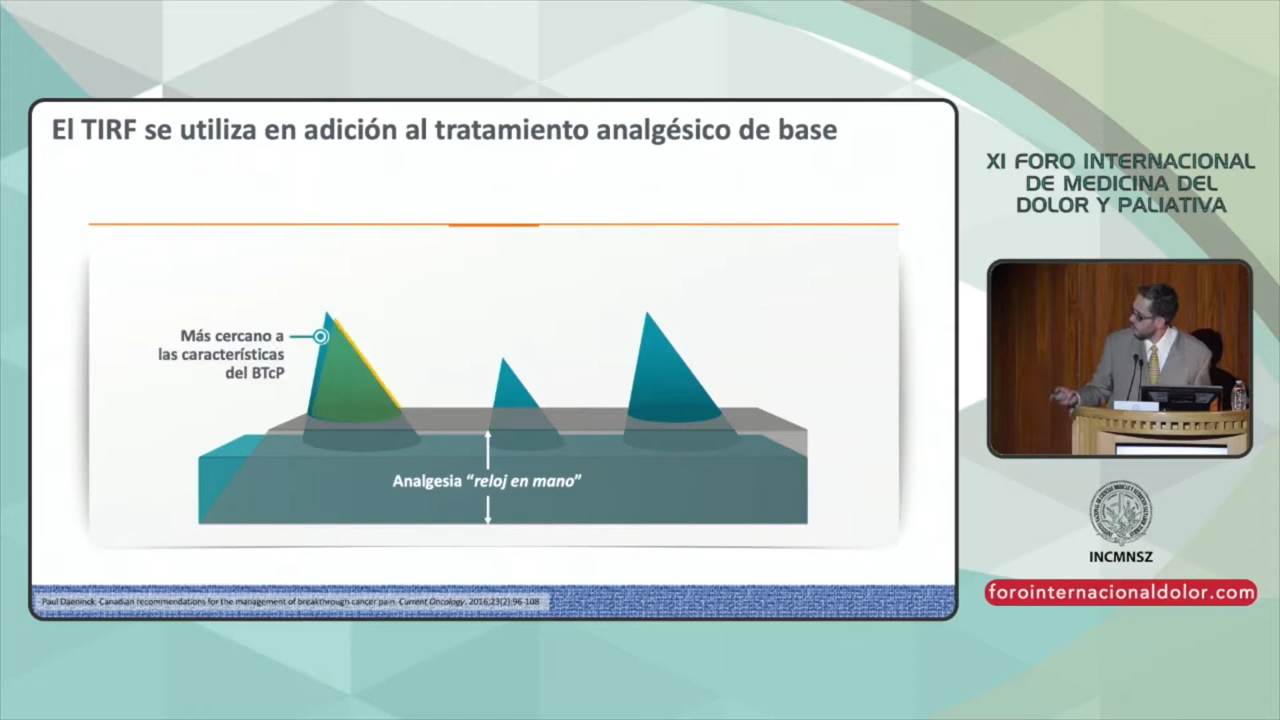 El TIRF se utiliza en adición al tratamiento analgésico de base
Más cercano a
las características
del BTcP
Analgesia “reloj en mano”
Paul Daeninck. Canadian recommendations for the management of breakthrough cancer pain. Current Oncology. 2016;23(2):96-108
XI FORO INTERNACIONAL
DE MEDICINA DEL
DOLOR Y PALIATIVA
INCMNSZ
forointernacionaldolor.com